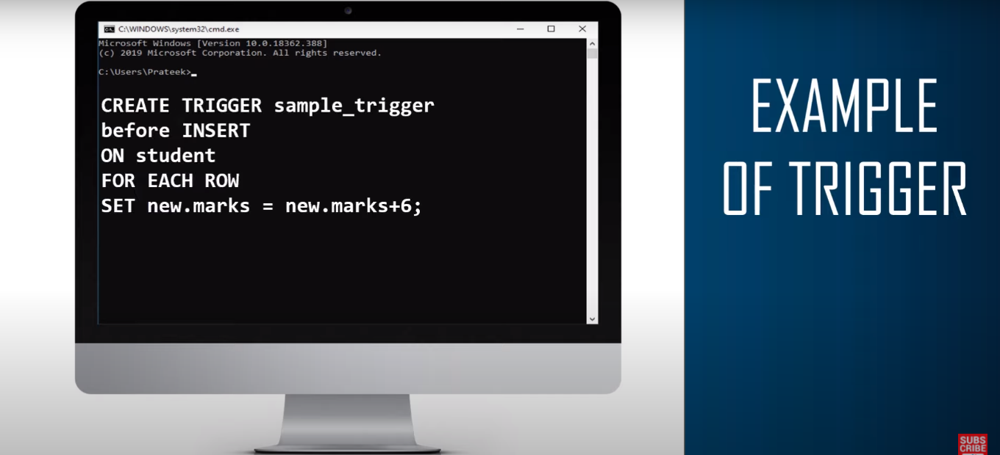 C:\WINDOWS\system32\cmd.exe
Microsoft Windows [Version 10.0.18362.388]
(c) 2019 Microsoft Corporation. All rights reserved.
C:\Users\Prateek>
CREATE TRIGGER sample_trigger
before INSERT
ON student
FOR EACH ROW
SET new.marks = new.marks+6;
EXAMPLE
OF TRIGGER
SUBS
CRIBE